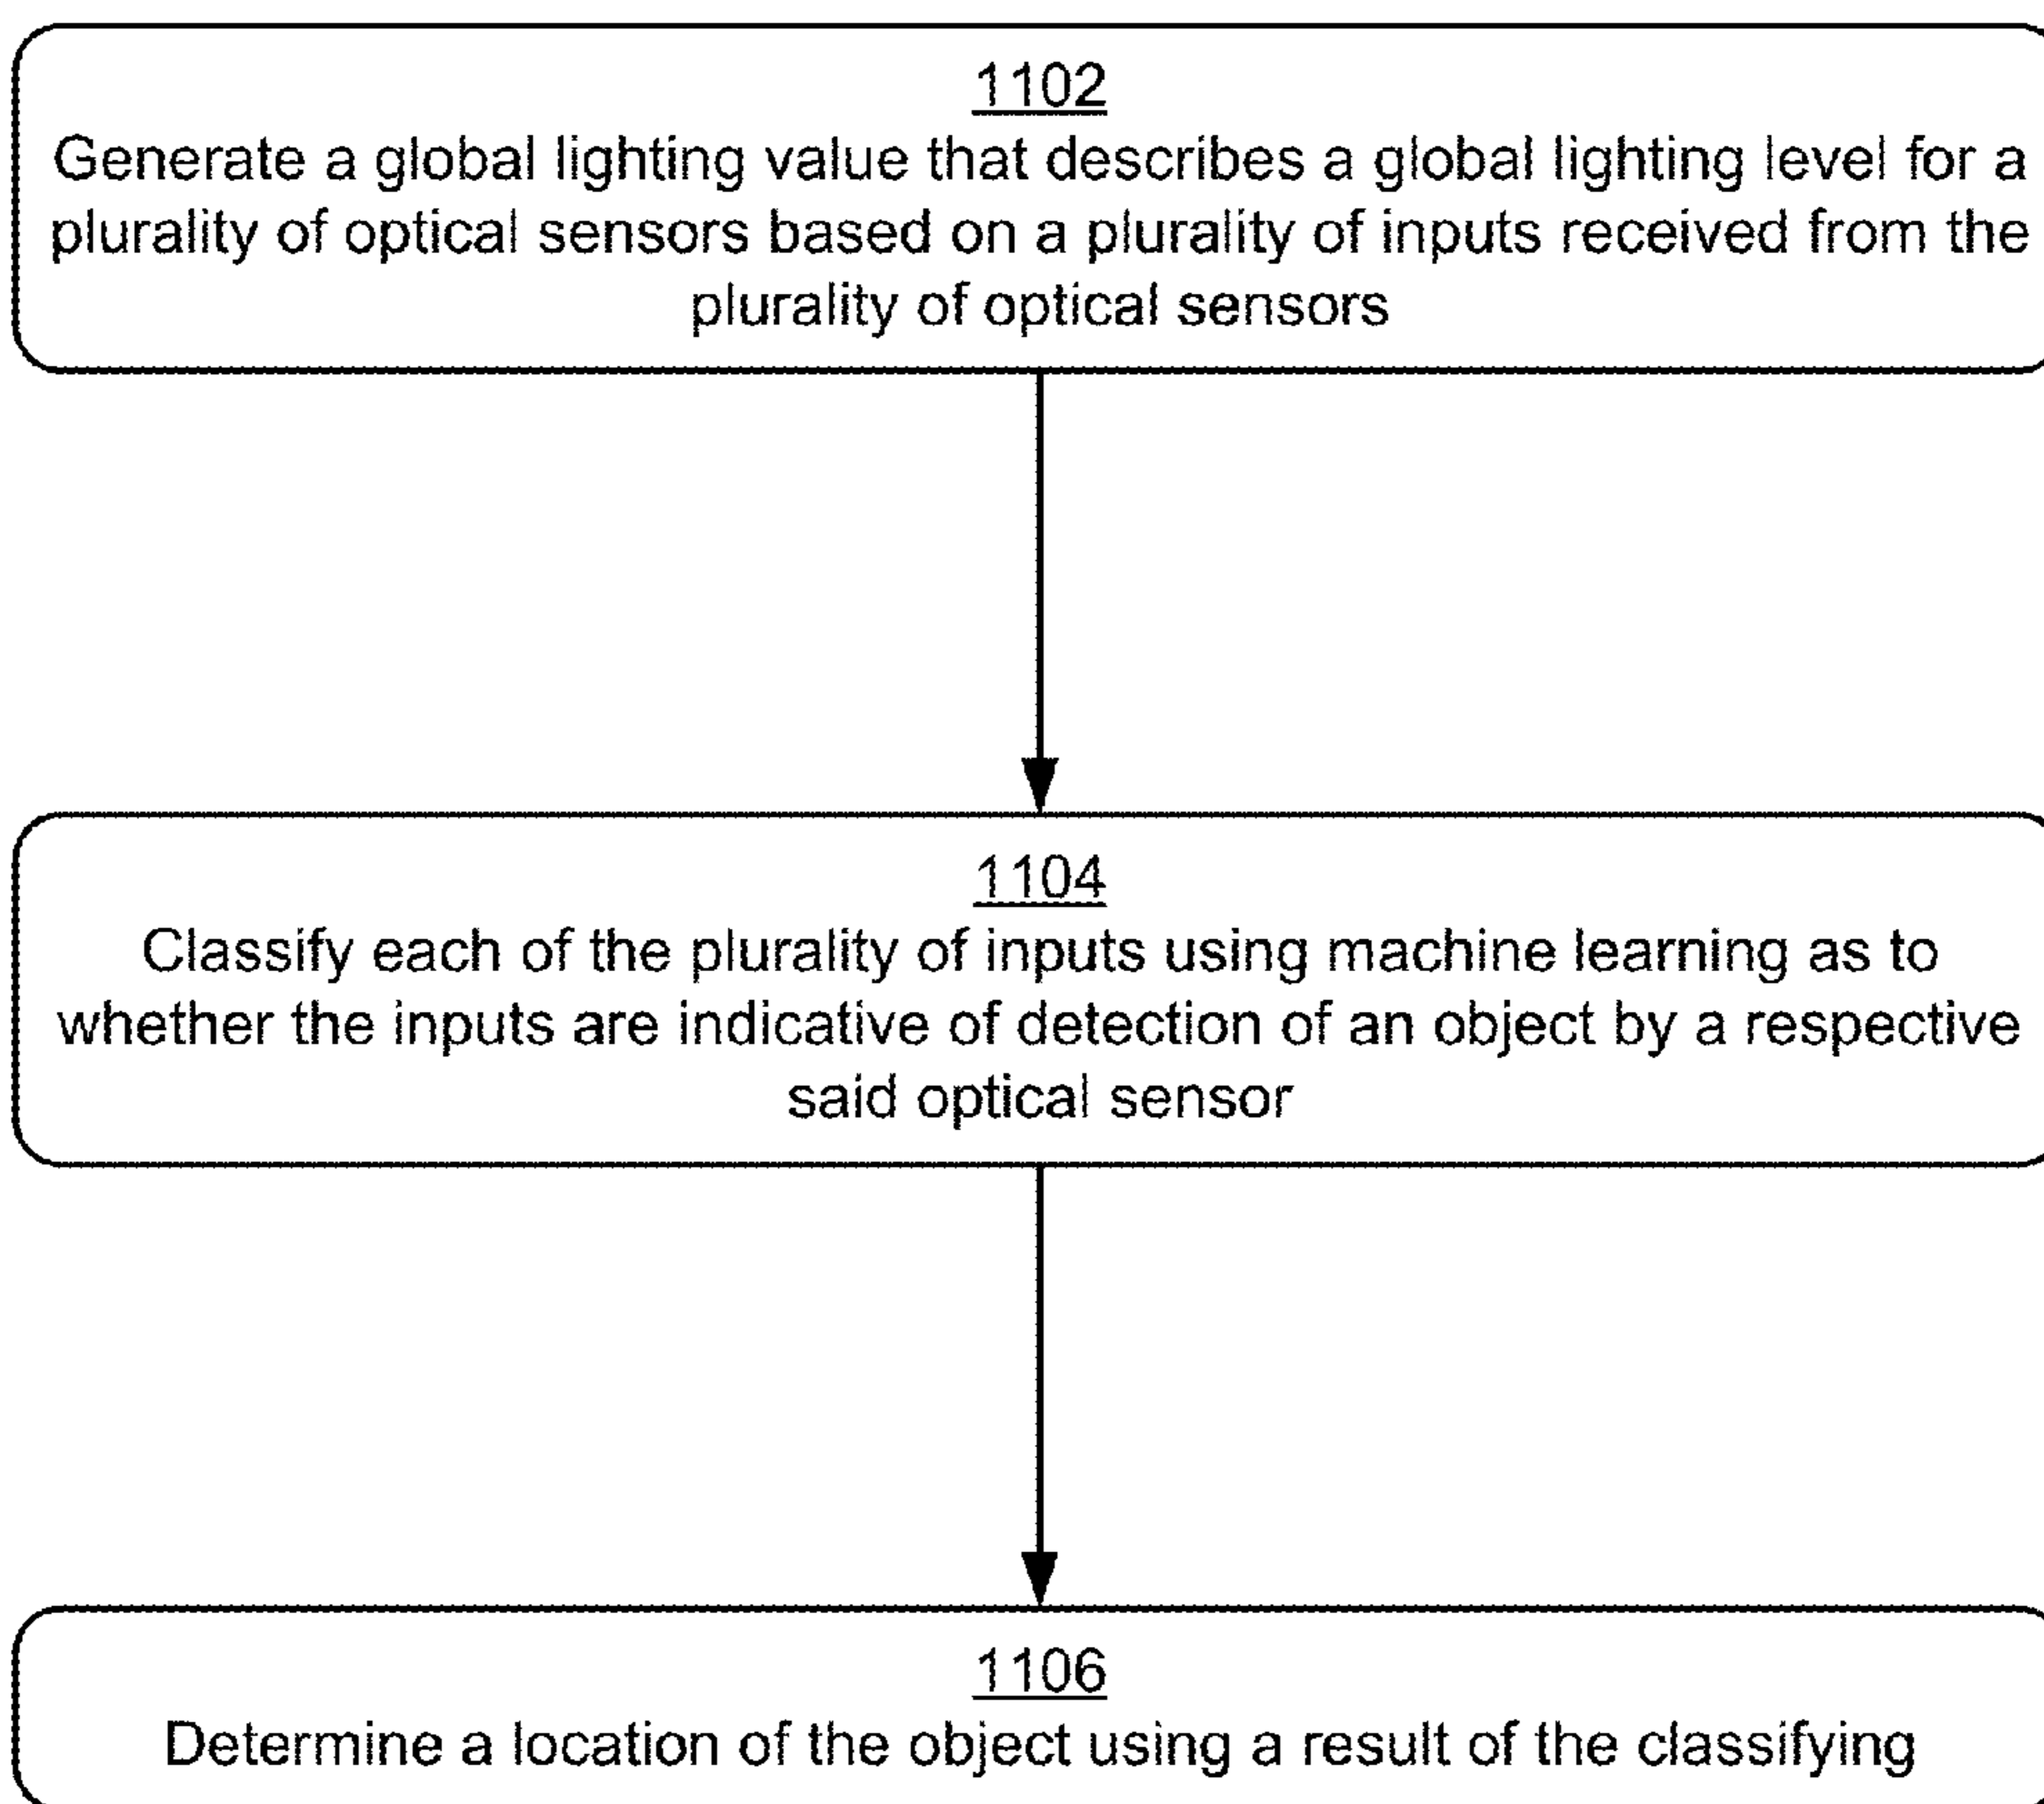 1102
Generate a global lighting value that describes a global lighting level for a
plurality of optical sensors based on a plurality of inputs received from the
plurality of optical sensors
1104
Classify each of the plurality of inputs using machine learning as to
whether the inputs are indicative of detection of an object by a respective
said optical sensor
1106
Determine a location of the object using a result of the classifying